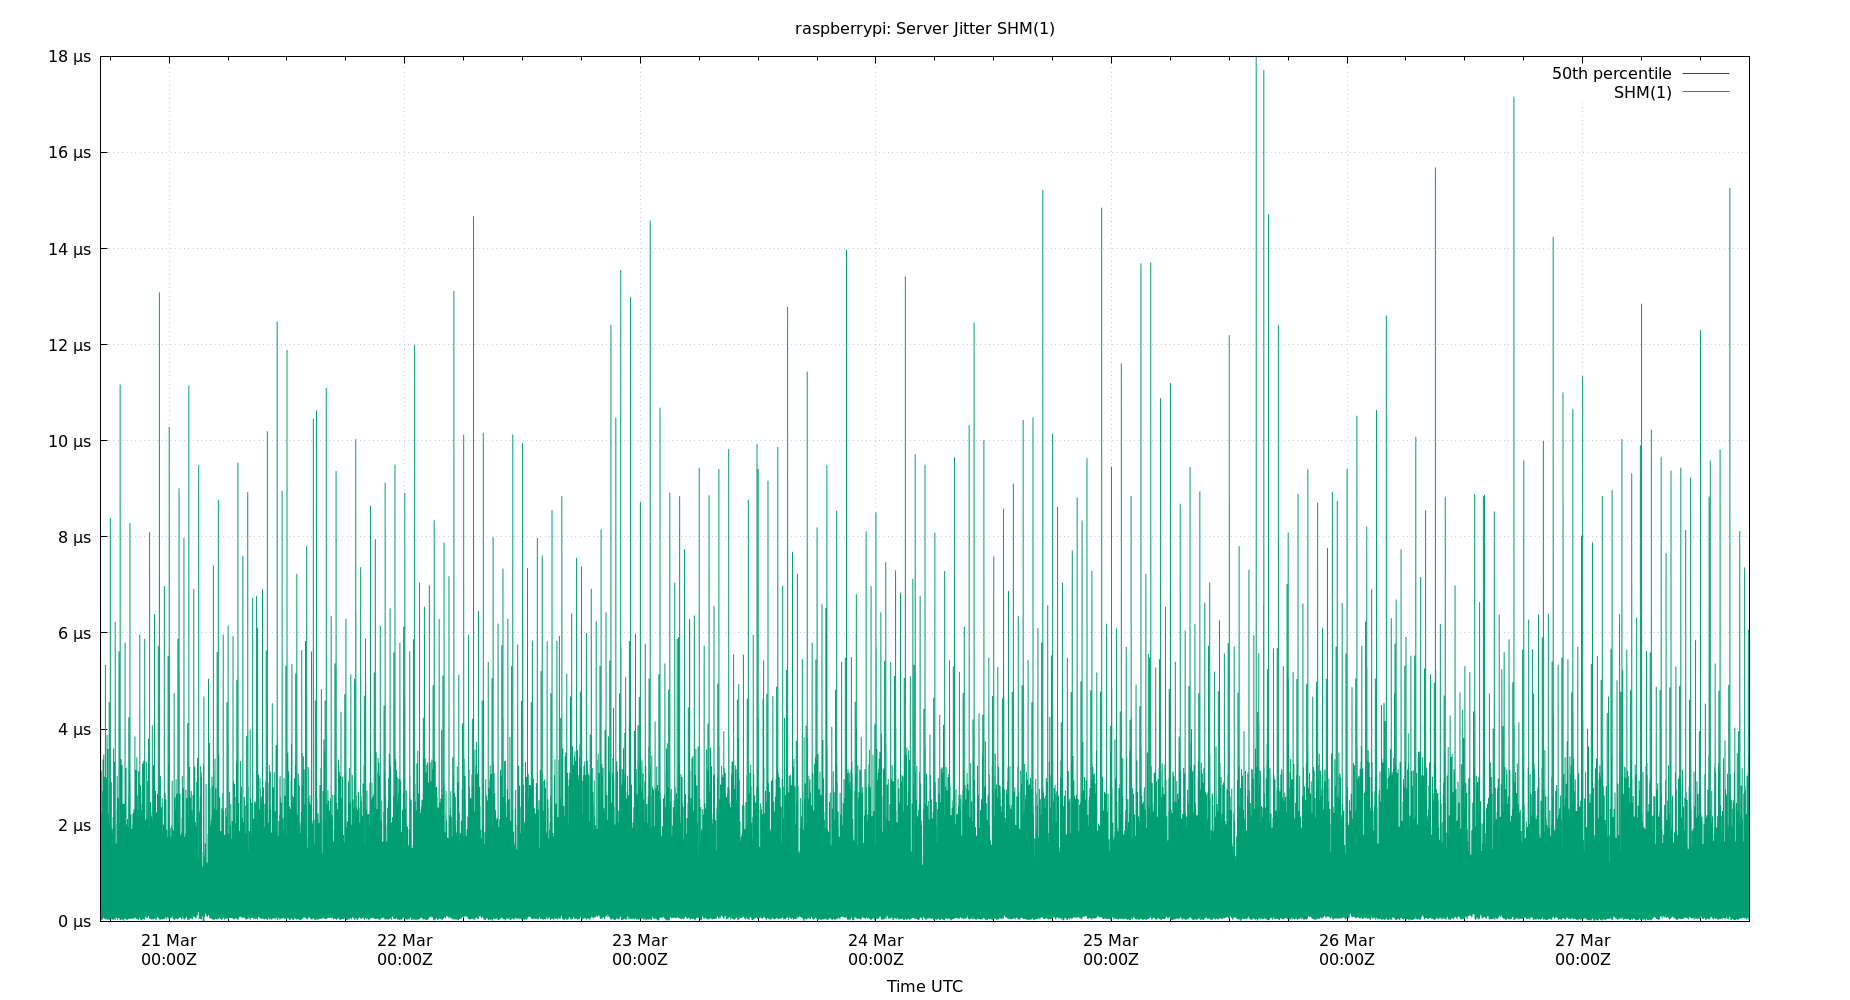 raspberrypi: Server Jitter SHM(1)
18 µs
50th percentile
SHM(1)
16 µs
14 µs
12 µs
10 µs
8 µs
6 µs
4 µs
2 µs
0 µs
21 Mar 22 Mar 23 Mar 24 Mar 25 Mar 26 Mar 27 Mar
00:00Z 00:00Z 00:00Z 00:00Z 00:00Z 00:00Z 00:00Z
Time UTC